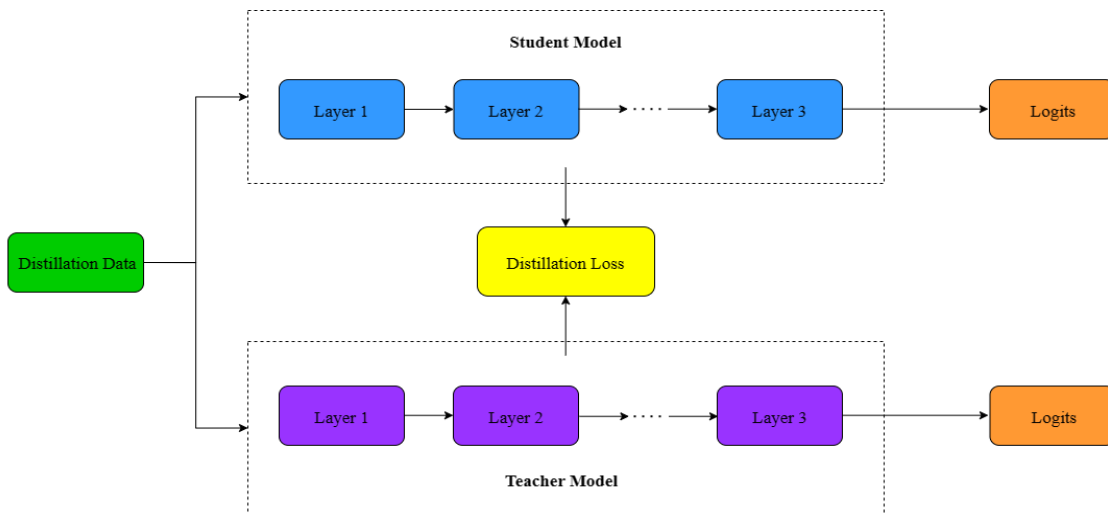 Student Model
Layer 1
Layer 2
Layer 3
Logits
Distillation Data
Distillation Loss
Layer 1
Layer 2
Layer 3
Logits
Teacher Model